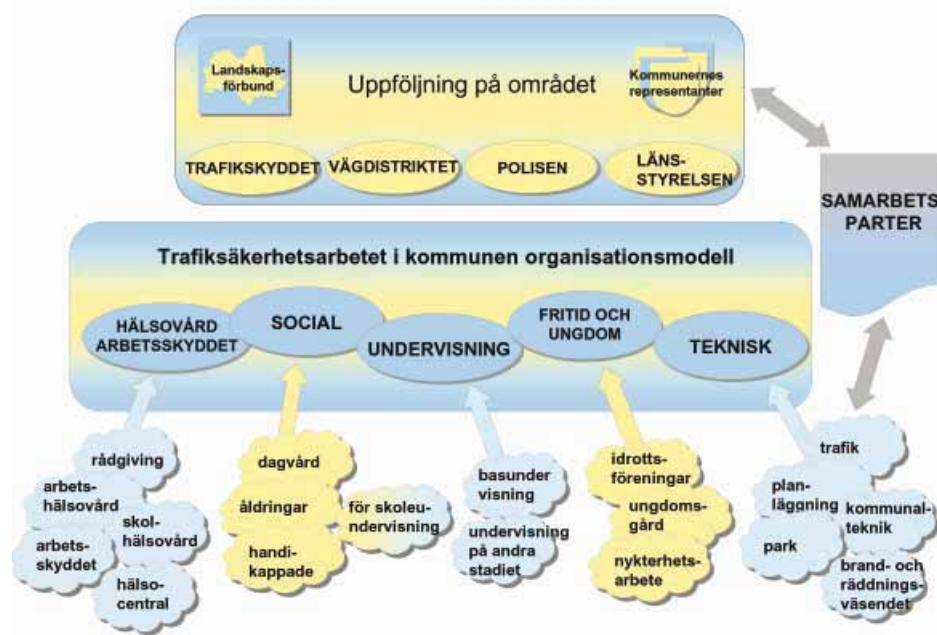 Landskaps-
förbund
Uppföljning på området
Kommunernes
representanter
TRAFIKSKYDDET
VÄGDISTRIKTET
POLISEN
LÄNS-
STYRELSEN
SAMARBETS
PARTER
Trafiksäkerhetsarbetet i kommunen organisationsmodell
HÄLSOVÅRD
ARBETSSKYDDET
SOCIAL
UNDERVISNING
FRITID OCH
UNGDOM
TEKNISK
rådgiving
arbets-
hälsovård
skol-
hälsovård
arbets-
skyddet
hälso-
central
dagvård
åldringar
för skoleu-
ndervisning
handi-
kappade
basunder
visning
undervisning
på andra
stadiet
idrotts-
föreningar
ungdoms-
gård
nykterhets-
arbete
trafik
plan-
läggning
kommunal-
teknik
park
brand- och
räddnings-
väsendet